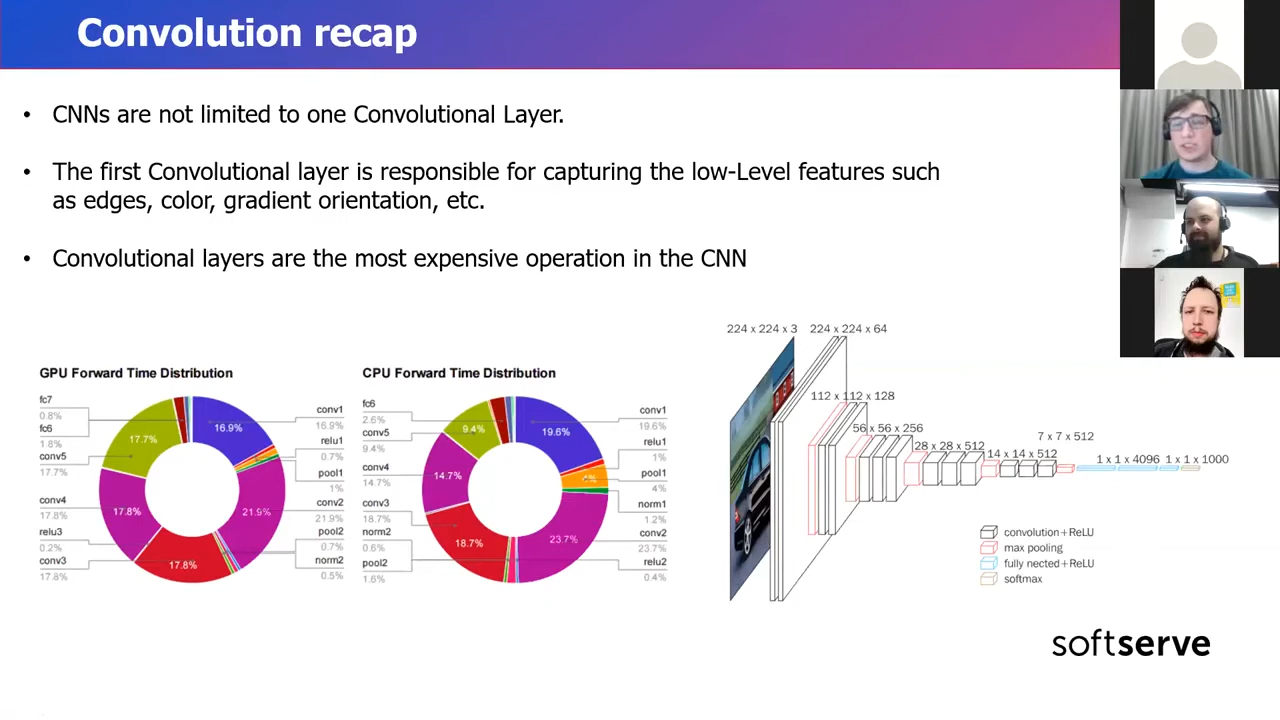 Convolution recap
• CNNs are not limited to one Convolutional Layer.
• The first Convolutional layer is responsible for capturing the low-Level features such
as edges, color, gradient orientation, etc.
• Convolutional layers are the most expensive operation in the CNN
GPU Forward Time Distribution
fc7
0.8%
fc6
1.8%
conv5
17.7%
conv4
17.8%
relu3
0.2%
conv3
17.8%
17.7%
16.9%
17.8%
21.9%
17.8%
conv1
16.9%
relu1
0.7%
pool1
1%
conv2
21.9%
pool2
0.7%
norm2
0.5%
CPU Forward Time Distribution
fc6
2.6%
conv5
9.4%
conv4
14.7%
conv3
18.7%
norm2
0.6%
pool2
1.6%
9.4%
19.6%
14.7%
4%
18.7%
23.7%
conv1
19.6%
relu1
1%
pool1
4%
norm1
1.2%
conv2
23.7%
relu2
0.4%
224 x 224 x 3
224 x 224 x 64
112 x 112 x 128
56 x 56 x 256
28 x 28 x 512
14 x 14 x 512
7 x 7 x 512
1 x 1 x 4096
1 x 1 x 1000
convolution+ReLU
max pooling
fully nected+ReLU
softmax
softserve